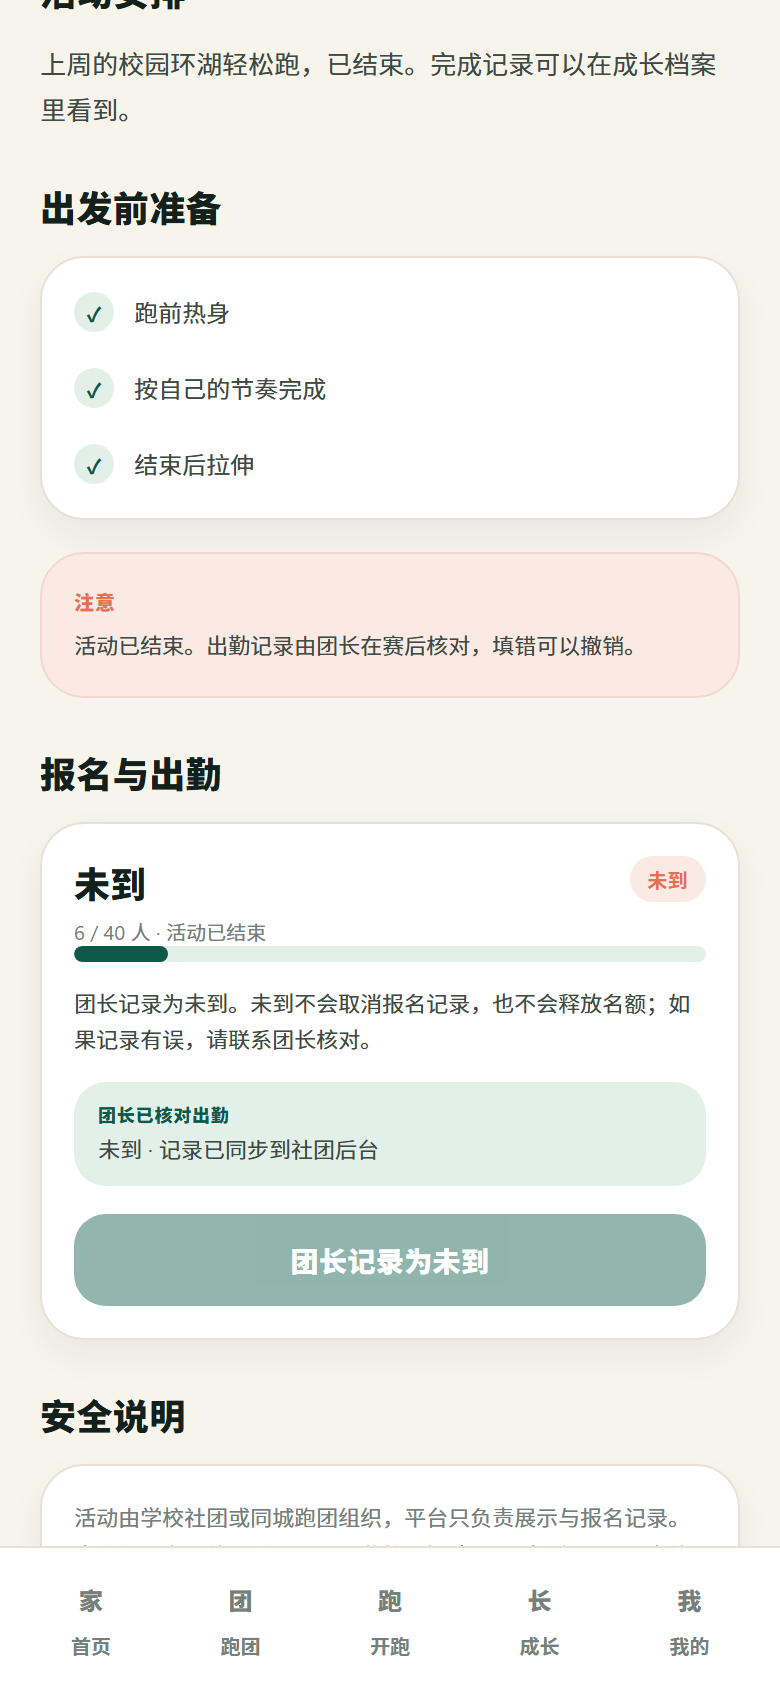 上周的校园环湖轻松跑，已结束。完成记录可以在成长档案
里看到。
出发前准备
✓ 跑前热身
✓ 按自己的节奏完成
✓ 结束后拉伸
注意
活动已结束。出勤记录由团长在赛后核对，填错可以撤销。
报名与出勤
未到
未到
6 / 40 人 · 活动已结束
团长记录为未到。未到不会取消报名记录，也不会释放名额；如
果记录有误，请联系团长核对。
团长已核对出勤
未到 · 记录已同步到社团后台
团长记录为未到
安全说明
活动由学校社团或同城跑团组织，平台只负责展示与报名记录。
家 团 跑 长 我
首页 跑团 开跑 成长 我的